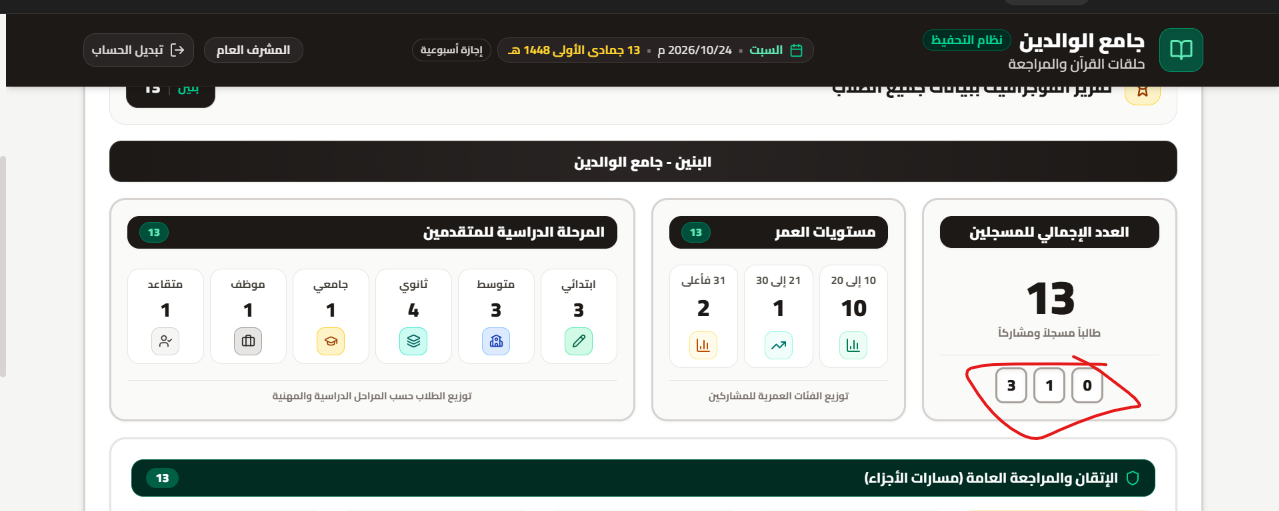 جامع الوالدين نظام التحفيظ
حلقات القرآن والمراجعة
السبت • 2026/10/24 م • 13 جمادى الأولى 1448 هـ
إجازة أسبوعية
المشرف العام
تبديل الحساب
بنين | 13
البنين - جامع الوالدين
العدد الإجمالي للمسجلين
13
طالباً مسجلاً ومشاركاً
3 1 0
مستويات العمر 13
10 إلى 20
10
21 إلى 30
1
31 فأعلى
2
توزيع الفئات العمرية للمشاركين
المرحلة الدراسية للمتقدمين 13
ابتدائي
3
متوسط
3
ثانوي
4
جامعي
1
موظف
1
متقاعد
1
توزيع الطلاب حسب المراحل الدراسية والمهنية
الإتقان والمراجعة العامة (مسارات الأجزاء) 13